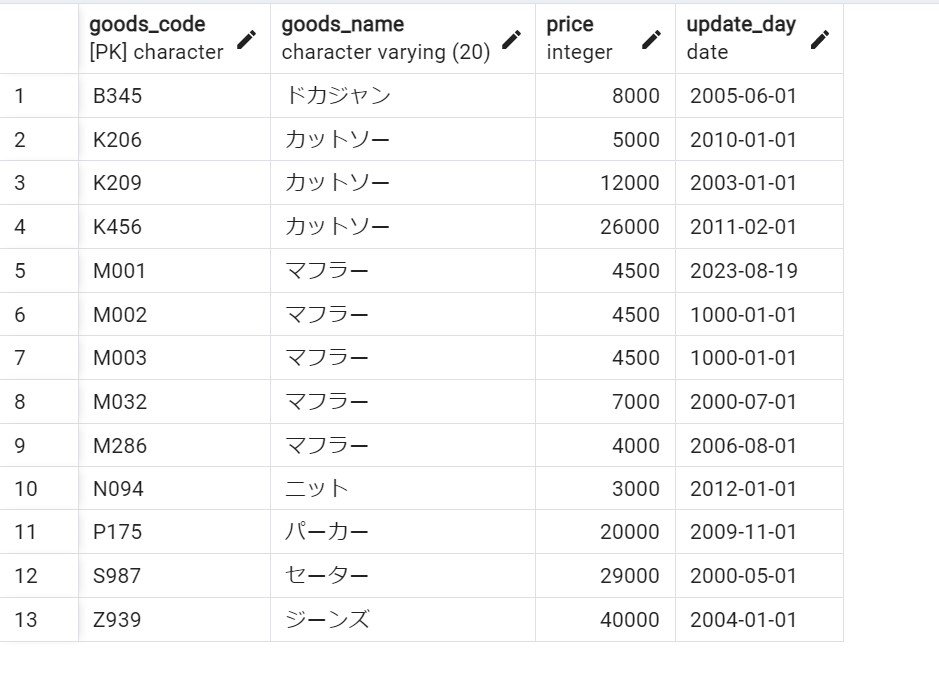 goods_code goods_name price update_day
[PK] character character varying (20) integer date
1 B345 ドカジャン 8000 2005-06-01
2 K206 カットソー 5000 2010-01-01
3 K209 カットソー 12000 2003-01-01
4 K456 カットソー 26000 2011-02-01
5 M001 マフラー 4500 2023-08-19
6 M002 マフラー 4500 1000-01-01
7 M003 マフラー 4500 1000-01-01
8 M032 マフラー 7000 2000-07-01
9 M286 マフラー 4000 2006-08-01
10 N094 ニット 3000 2012-01-01
11 P175 パーカー 20000 2009-11-01
12 S987 セーター 29000 2000-05-01
13 Z939 ジーンズ 40000 2004-01-01